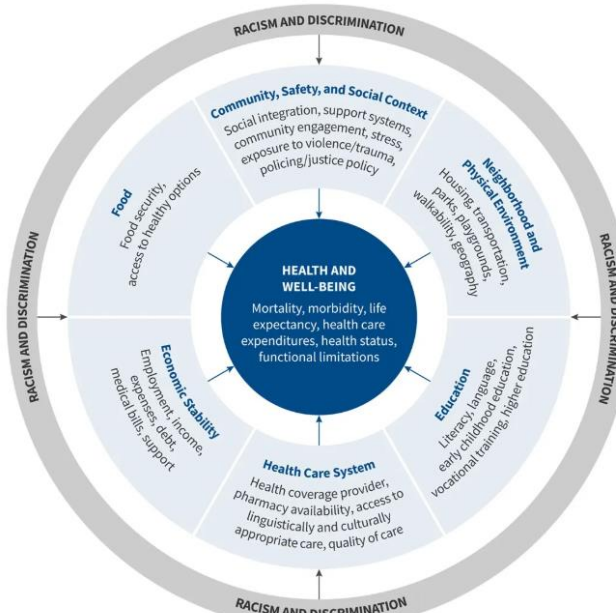 RACISM AND DISCRIMINATION
Community, Safety, and Social Context
Social integration, support systems,
community engagement, stress,
exposure to violence/trauma,
policing/justice policy
Neighborhood and
Physical Environment
Housing, transportation,
parks, playgrounds,
walkability, geography
RACISM AND DISCRIMINATION
Education
Literacy, language,
early childhood education,
vocational training, higher education
Health Care System
Health coverage provider,
pharmacy availability, access to
linguistically and culturally
appropriate care, quality of care
RACISM AND DISCRIMINATION
Economic Stability
Employment, income,
expenses, debt,
medical bills, support
Food
Food security,
access to healthy options
RACISM AND DISCRIMINATION
HEALTH AND
WELL-BEING
Mortality, morbidity, life
expectancy, health care
expenditures, health status,
functional limitations